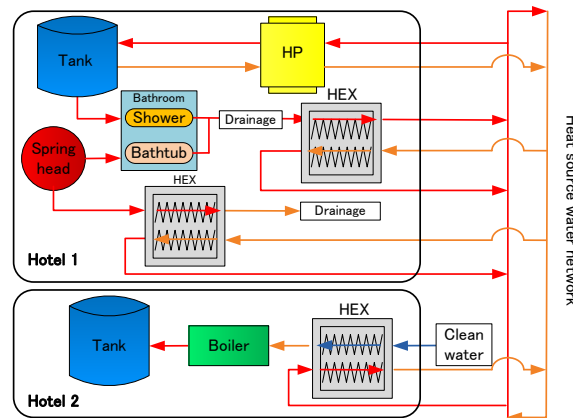 Tank
HP
HEX
Bathroom
Shower
Drainage
Bathtub
Spring
head
HEX
Drainage
Hotel 1
Heat source water network
HEX
Tank
Boiler
Clean
water
Hotel 2